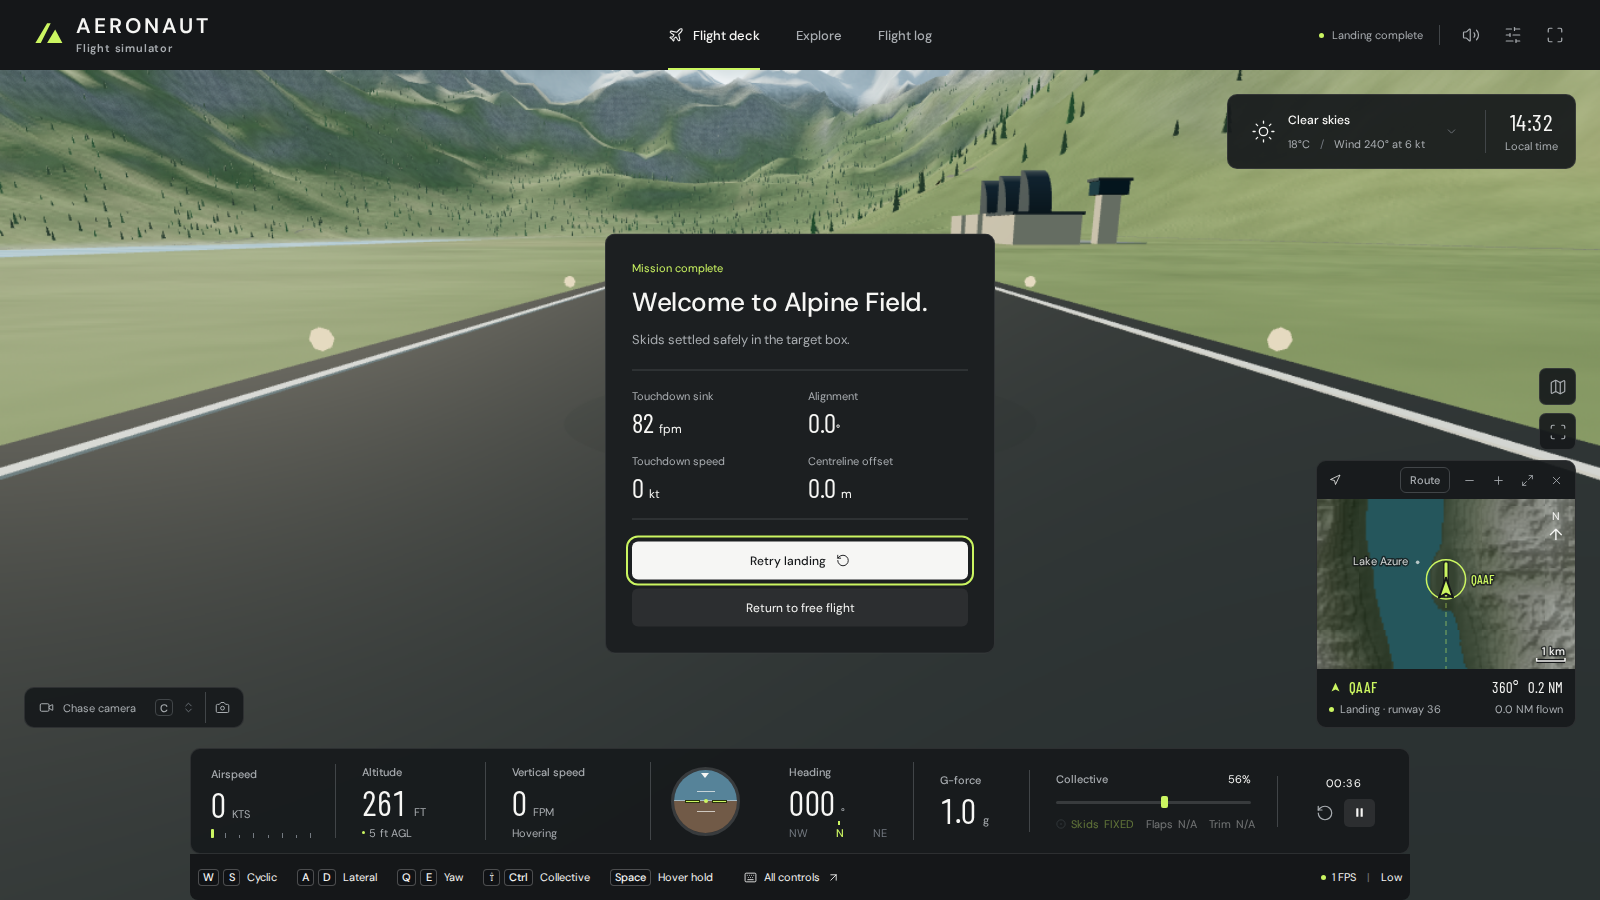 AERONAUT
Flight simulator
Flight deck
Explore
Flight log
Landing complete
Clear skies
18°C / Wind 240° at 6 kt
14:32
Local time
Mission complete
Welcome to Alpine Field.
Skids settled safely in the target box.
Touchdown sink
82 fpm
Alignment
0.0°
Touchdown speed
0 kt
Centreline offset
0.0 m
Retry landing
Return to free flight
Route
N
Lake Azure
QAAF
1 km
QAAF
360° 0.2 NM
Landing · runway 36
0.0 NM flown
Chase camera C
Airspeed
0 KTS
Altitude
261 FT
5 ft AGL
Vertical speed
0 FPM
Hovering
Heading
000°
NW N NE
G-force
1.0 g
Collective 56%
Skids FIXED Flaps N/A Trim N/A
00:36
W S Cyclic A D Lateral Q E Yaw ⇧ Ctrl Collective Space Hover hold All controls ↗
1 FPS | Low